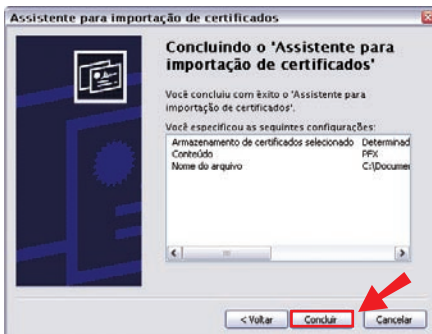 Assistente para importação de certificados
Concluindo o 'Assistente para
importação de certificados'
Você concluiu com êxito o 'Assistente para
importação de certificados'.
Você especificou as seguintes configurações:
Armazenamento de certificados selecionado Determinad
Conteúdo PFX
Nome do arquivo C:\Documen
< Voltar Concluir Cancelar